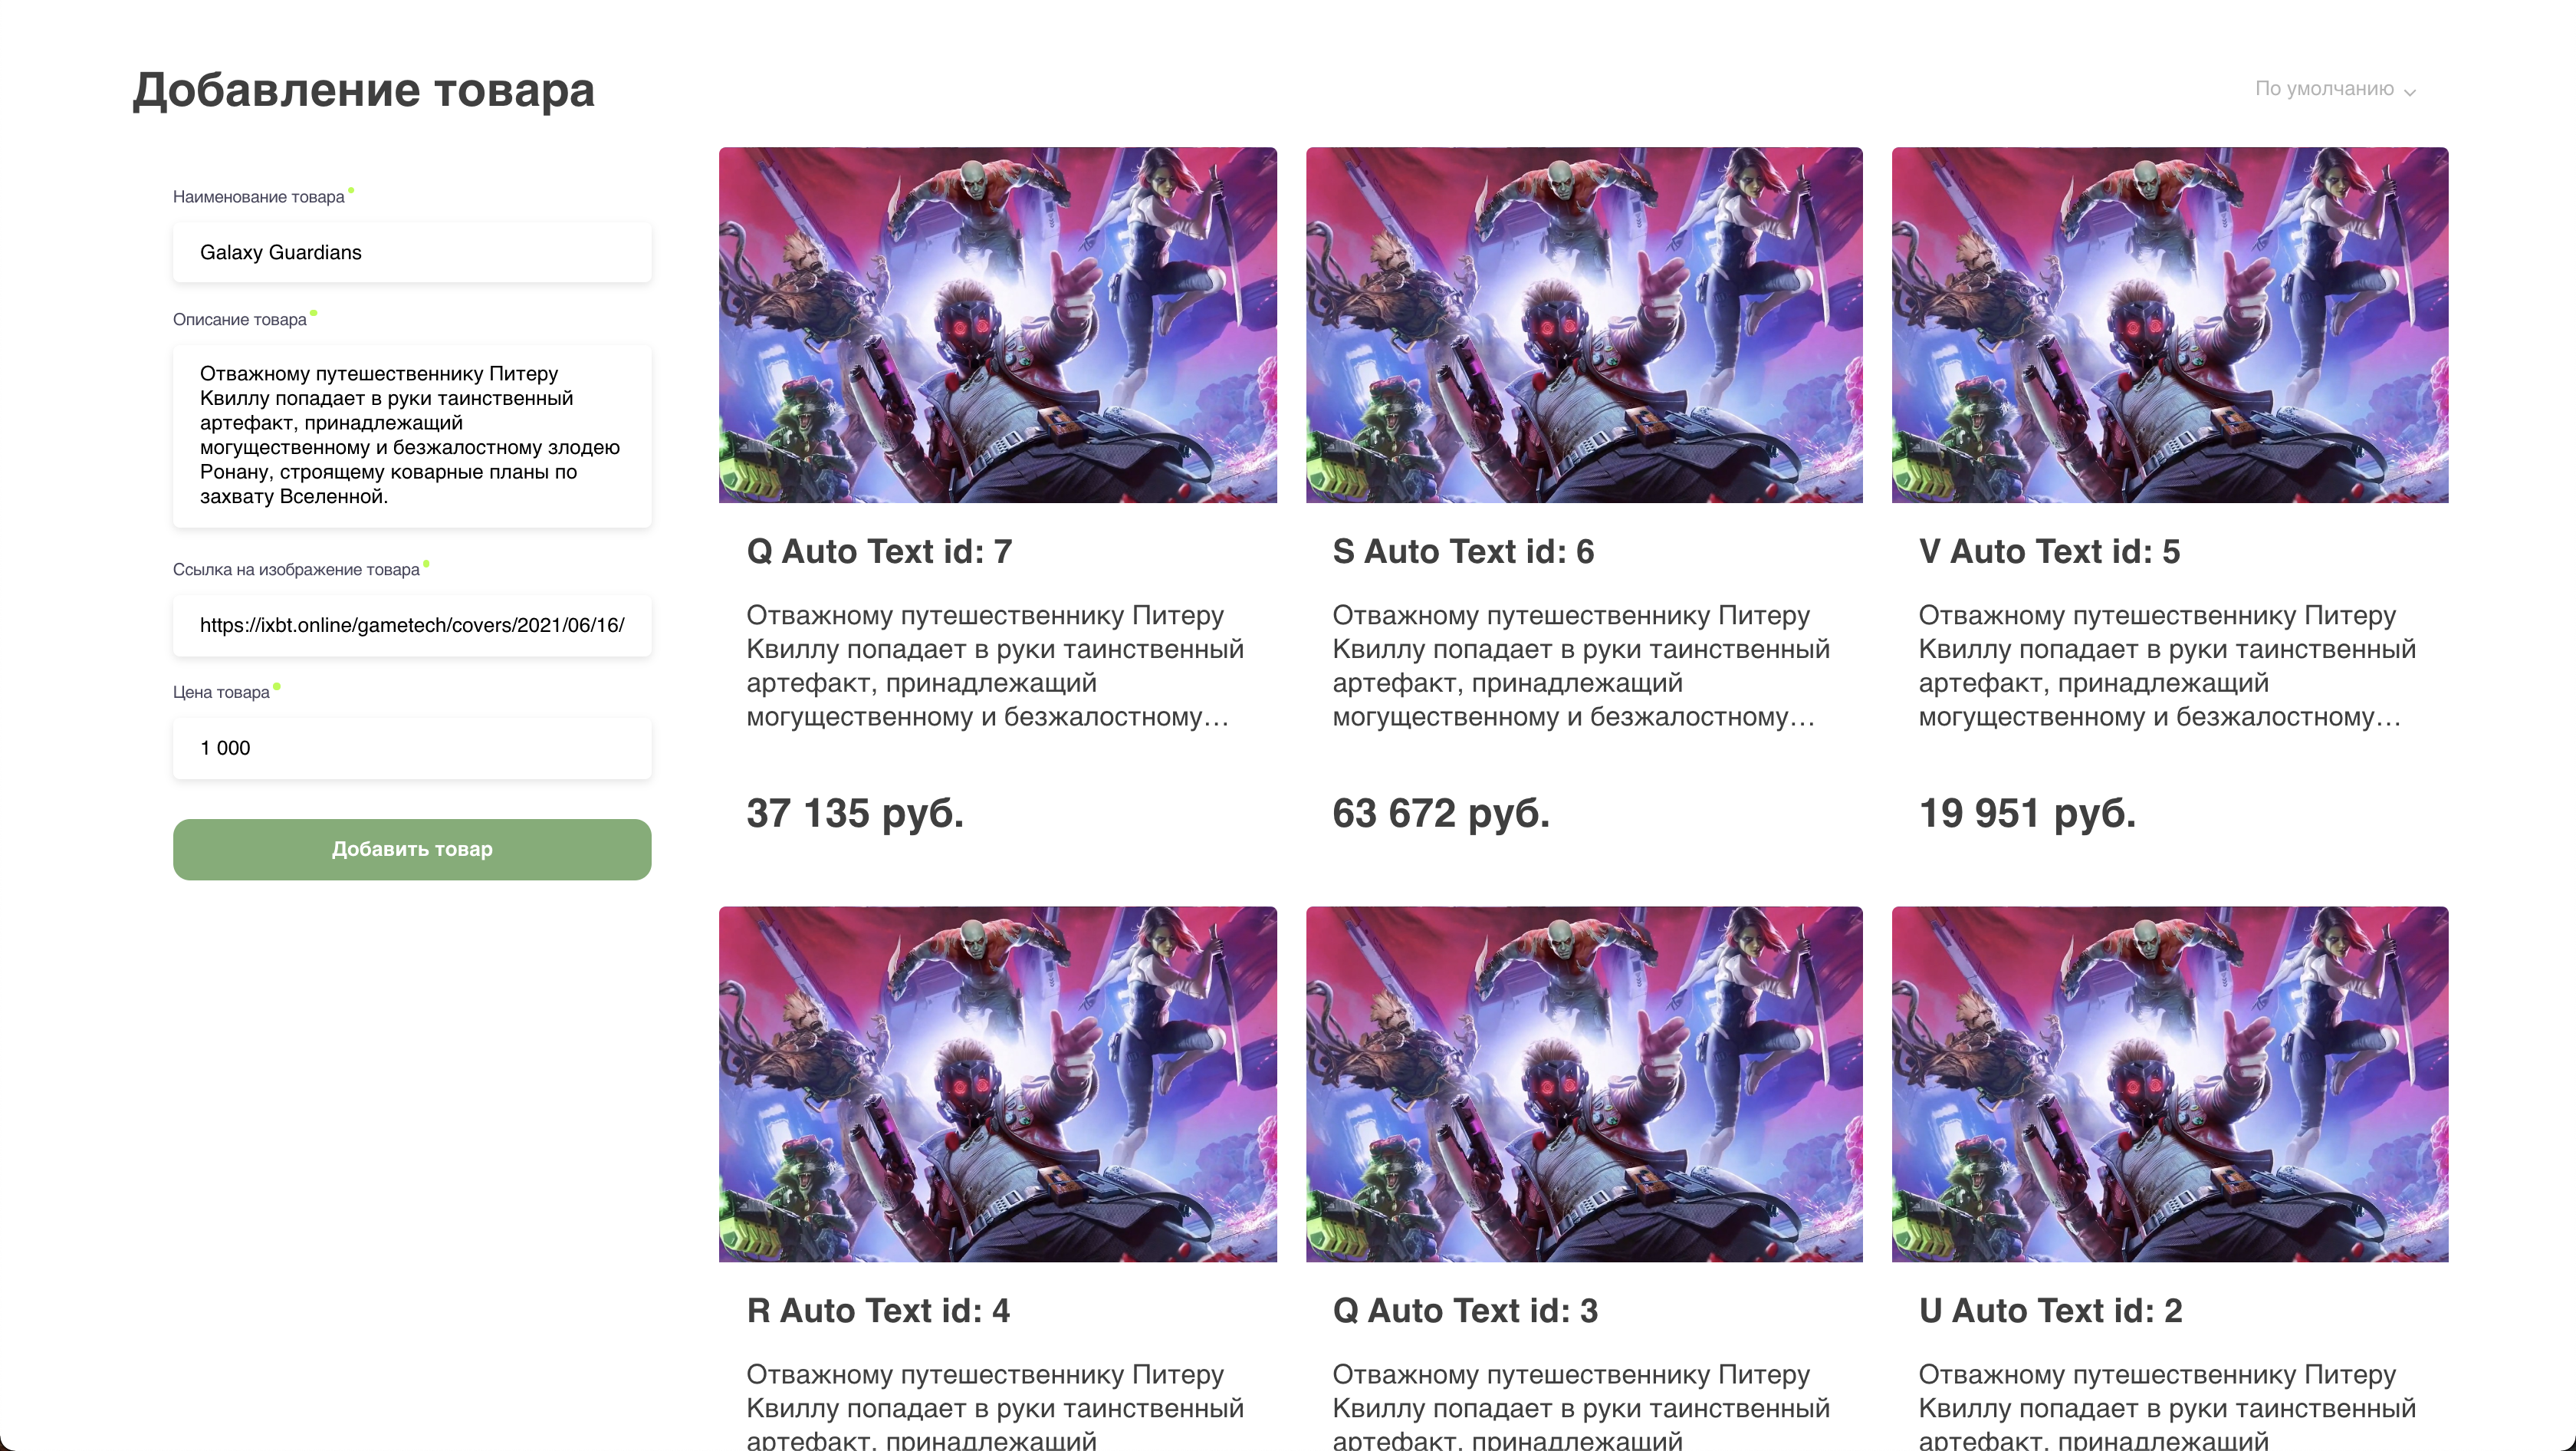 Добавление товара
По умолчанию
Наименование товара
Galaxy Guardians
Описание товара
Отважному путешественнику Питеру
Квиллу попадает в руки таинственный
артефакт, принадлежащий
могущественному и безжалостному злодею
Ронану, строящему коварные планы по
захвату Вселенной.
Ссылка на изображение товара
https://ixbt.online/gametech/covers/2021/06/16/
Цена товара
1 000
Добавить товар
Q Auto Text id: 7
Отважному путешественнику Питеру
Квиллу попадает в руки таинственный
артефакт, принадлежащий
могущественному и безжалостному…
37 135 руб.
S Auto Text id: 6
Отважному путешественнику Питеру
Квиллу попадает в руки таинственный
артефакт, принадлежащий
могущественному и безжалостному…
63 672 руб.
V Auto Text id: 5
Отважному путешественнику Питеру
Квиллу попадает в руки таинственный
артефакт, принадлежащий
могущественному и безжалостному…
19 951 руб.
R Auto Text id: 4
Отважному путешественнику Питеру
Квиллу попадает в руки таинственный
артефакт, принадлежащий
Q Auto Text id: 3
Отважному путешественнику Питеру
Квиллу попадает в руки таинственный
артефакт, принадлежащий
U Auto Text id: 2
Отважному путешественнику Питеру
Квиллу попадает в руки таинственный
артефакт, принадлежащий